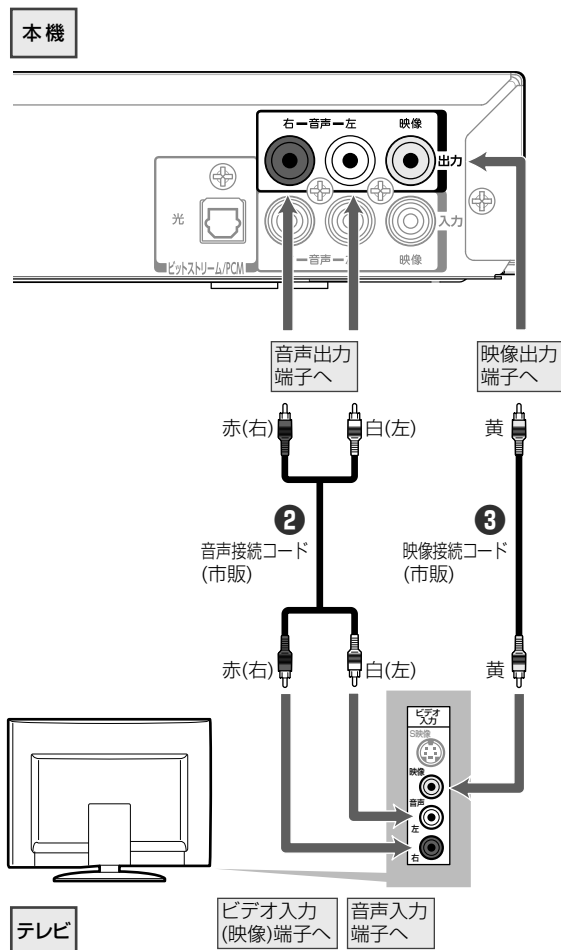 本機
右ー音声ー左
映像
出力
光
入力
ビットストリーム/PCM
ー音声ー左
映像
音声出力
端子へ
映像出力
端子へ
赤(右)
白(左)
黄
2
音声接続コード
(市販)
3
映像接続コード
(市販)
赤(右)
白(左)
黄
ビデオ
入力
S映像
映像
音声
左
右
テレビ
ビデオ入力
(映像)端子へ
音声入力
端子へ